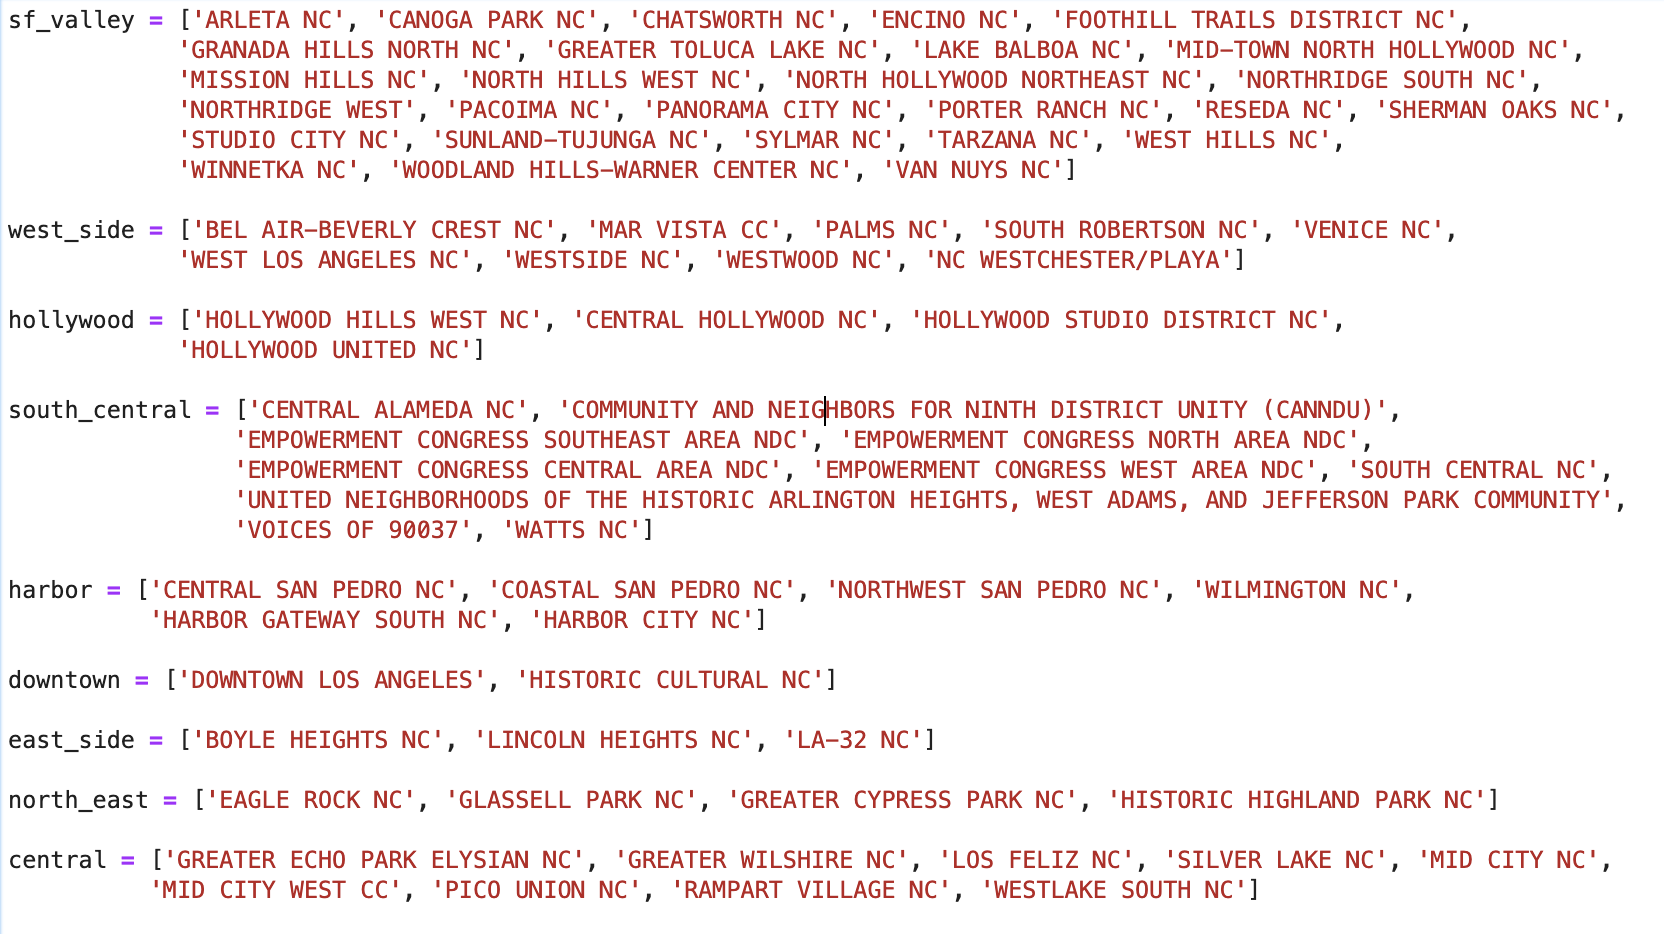 sf_valley = ['ARLETA NC', 'CANOGA PARK NC', 'CHATSWORTH NC', 'ENCINO NC', 'FOOTHILL TRAILS DISTRICT NC',
'GRANADA HILLS NORTH NC', 'GREATER TOLUCA LAKE NC', 'LAKE BALBOA NC', 'MID-TOWN NORTH HOLLYWOOD NC',
'MISSION HILLS NC', 'NORTH HILLS WEST NC', 'NORTH HOLLYWOOD NORTHEAST NC', 'NORTHRIDGE SOUTH NC',
'NORTHRIDGE WEST', 'PACOIMA NC', 'PANORAMA CITY NC', 'PORTER RANCH NC', 'RESEDA NC', 'SHERMAN OAKS NC',
'STUDIO CITY NC', 'SUNLAND-TUJUNGA NC', 'SYLMAR NC', 'TARZANA NC', 'WEST HILLS NC',
'WINNETKA NC', 'WOODLAND HILLS-WARNER CENTER NC', 'VAN NUYS NC']
west_side = ['BEL AIR-BEVERLY CREST NC', 'MAR VISTA CC', 'PALMS NC', 'SOUTH ROBERTSON NC', 'VENICE NC',
'WEST LOS ANGELES NC', 'WESTSIDE NC', 'WESTWOOD NC', 'NC WESTCHESTER/PLAYA']
hollywood = ['HOLLYWOOD HILLS WEST NC', 'CENTRAL HOLLYWOOD NC', 'HOLLYWOOD STUDIO DISTRICT NC',
'HOLLYWOOD UNITED NC']
south_central = ['CENTRAL ALAMEDA NC', 'COMMUNITY AND NEIGHBORS FOR NINTH DISTRICT UNITY (CANNDU)',
'EMPOWERMENT CONGRESS SOUTHEAST AREA NDC', 'EMPOWERMENT CONGRESS NORTH AREA NDC',
'EMPOWERMENT CONGRESS CENTRAL AREA NDC', 'EMPOWERMENT CONGRESS WEST AREA NDC', 'SOUTH CENTRAL NC',
'UNITED NEIGHBORHOODS OF THE HISTORIC ARLINGTON HEIGHTS, WEST ADAMS, AND JEFFERSON PARK COMMUNITY',
'VOICES OF 90037', 'WATTS NC']
harbor = ['CENTRAL SAN PEDRO NC', 'COASTAL SAN PEDRO NC', 'NORTHWEST SAN PEDRO NC', 'WILMINGTON NC',
'HARBOR GATEWAY SOUTH NC', 'HARBOR CITY NC']
downtown = ['DOWNTOWN LOS ANGELES', 'HISTORIC CULTURAL NC']
east_side = ['BOYLE HEIGHTS NC', 'LINCOLN HEIGHTS NC', 'LA-32 NC']
north_east = ['EAGLE ROCK NC', 'GLASSELL PARK NC', 'GREATER CYPRESS PARK NC', 'HISTORIC HIGHLAND PARK NC']
central = ['GREATER ECHO PARK ELYSIAN NC', 'GREATER WILSHIRE NC', 'LOS FELIZ NC', 'SILVER LAKE NC', 'MID CITY NC',
'MID CITY WEST CC', 'PICO UNION NC', 'RAMPART VILLAGE NC', 'WESTLAKE SOUTH NC']